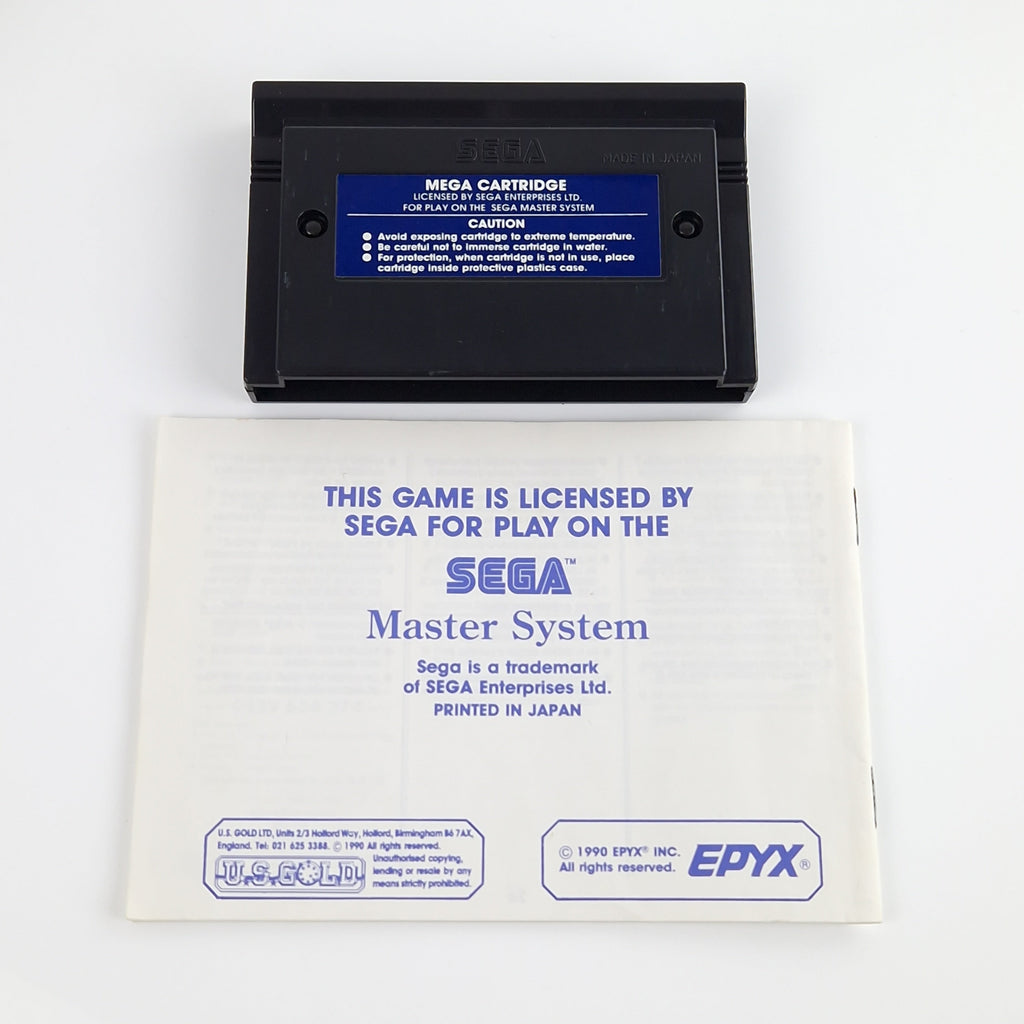 SEGA
MADE IN JAPAN
MEGA CARTRIDGE
LICENSED BY SEGA ENTERPRISES LTD.
FOR PLAY ON THE SEGA MASTER SYSTEM
CAUTION
● Avoid exposing cartridge to extreme temperature.
● Be careful not to immerse cartridge in water.
● For protection, when cartridge is not in use, place
cartridge inside protective plastics case.
THIS GAME IS LICENSED BY
SEGA FOR PLAY ON THE
SEGA™
Master System
Sega is a trademark
of SEGA Enterprises Ltd.
PRINTED IN JAPAN
U.S. GOLD LTD, Units 2/3 Holford Way, Holford, Birmingham B6 7AX,
England. Tel: 021 625 3388. © 1990 All rights reserved.
U.S. GOLD
Unauthorised copying,
lending or resale by any
means strictly prohibited.
© 1990 EPYX® INC.
All rights reserved.
EPYX®